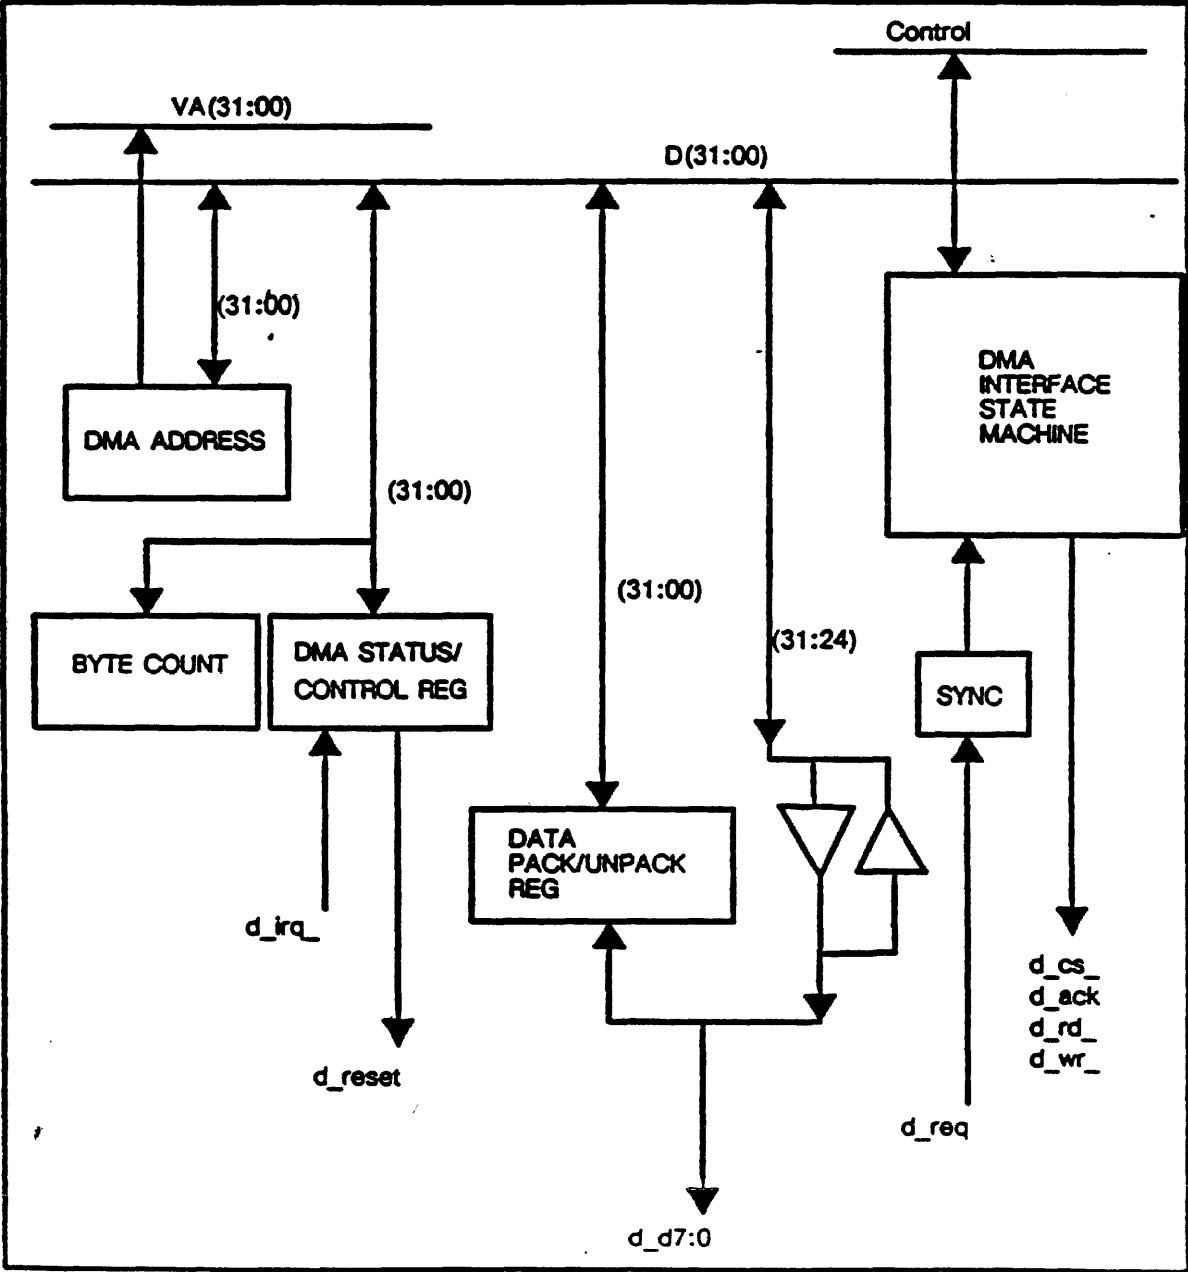 Control
VA(31:00)
D(31:00)
(31:00)
DMA
INTERFACE
STATE
MACHINE
DMA ADDRESS
(31:00)
(31:00)
(31:24)
BYTE COUNT
DMA STATUS/
CONTROL REG
SYNC
DATA
PACK/UNPACK
REG
d_irq_
d_cs_
d_ack
d_rd_
d_wr_
d_reset
d_req
d_d7:0